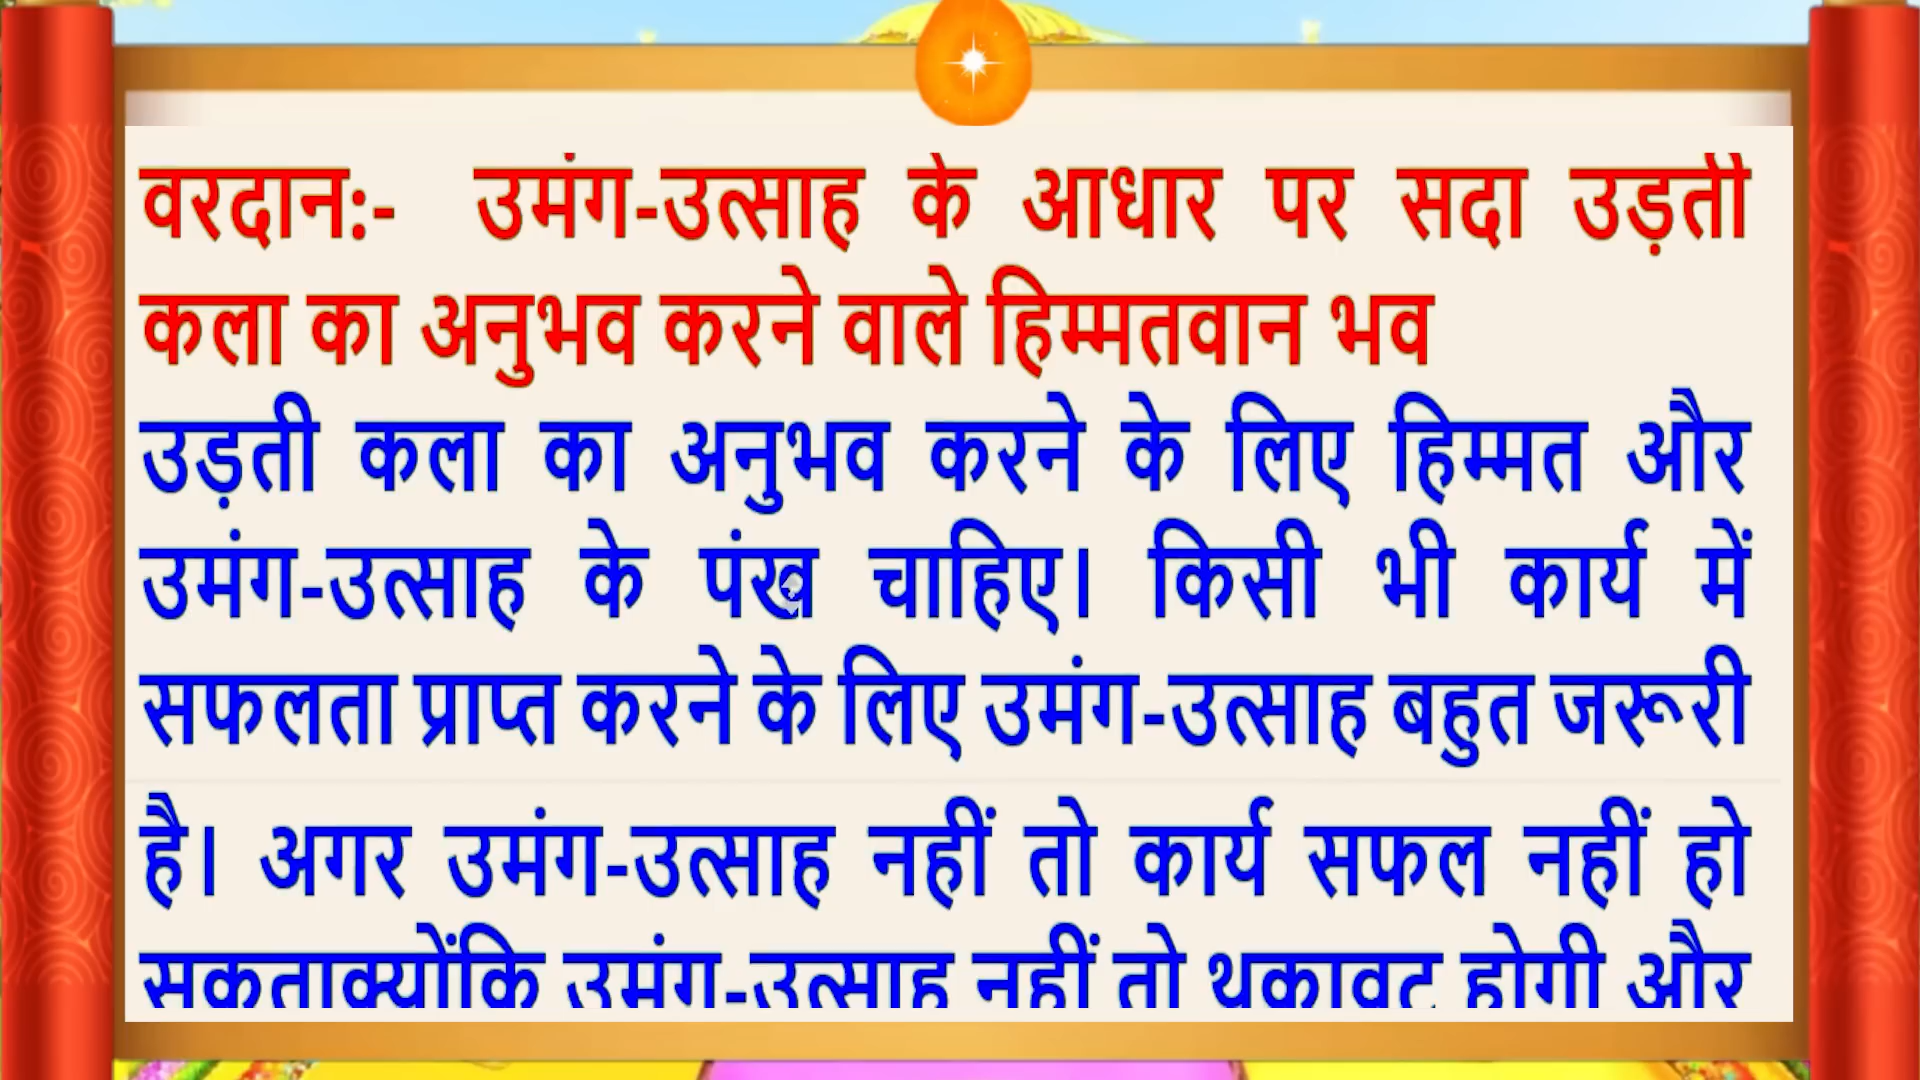 वरदान:- उमंग-उत्साह के आधार पर सदा उड़ती
कला का अनुभव करने वाले हिम्मतवान भव
उड़ती कला का अनुभव करने के लिए हिम्मत और
उमंग-उत्साह के पंख चाहिए। किसी भी कार्य में
सफलता प्राप्त करने के लिए उमंग-उत्साह बहुत जरूरी
है। अगर उमंग-उत्साह नहीं तो कार्य सफल नहीं हो
सकताक्योंकि उमंग-उत्साह नहीं तो थकावट होगी और